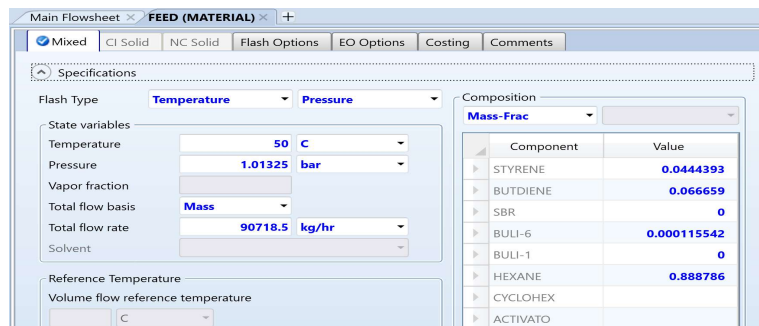 Main Flowsheet FEED (MATERIAL) +
Mixed CI Solid NC Solid Flash Options EO Options Costing Comments
Specifications
Flash Type Temperature Pressure
Composition
Mass-Frac
State variables
Temperature 50 C
Pressure 1.01325 bar
Vapor fraction
Total flow basis Mass
Total flow rate 90718.5 kg/hr
Solvent
Reference Temperature
Volume flow reference temperature
C
Component Value
STYRENE 0.0444393
BUTDIENE 0.066659
SBR 0
BULI-6 0.000115542
BULI-1 0
HEXANE 0.888786
CYCLOHEX
ACTIVATO